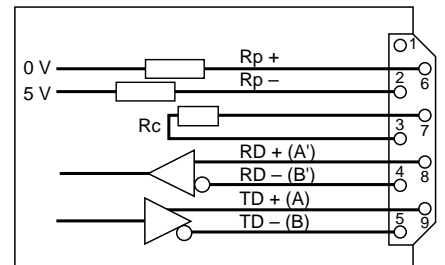 1
0 V
Rp +
6
5 V
Rp –
2
7
Rc
3
RD + (A')
8
RD – (B')
4
TD + (A)
9
TD – (B)
5